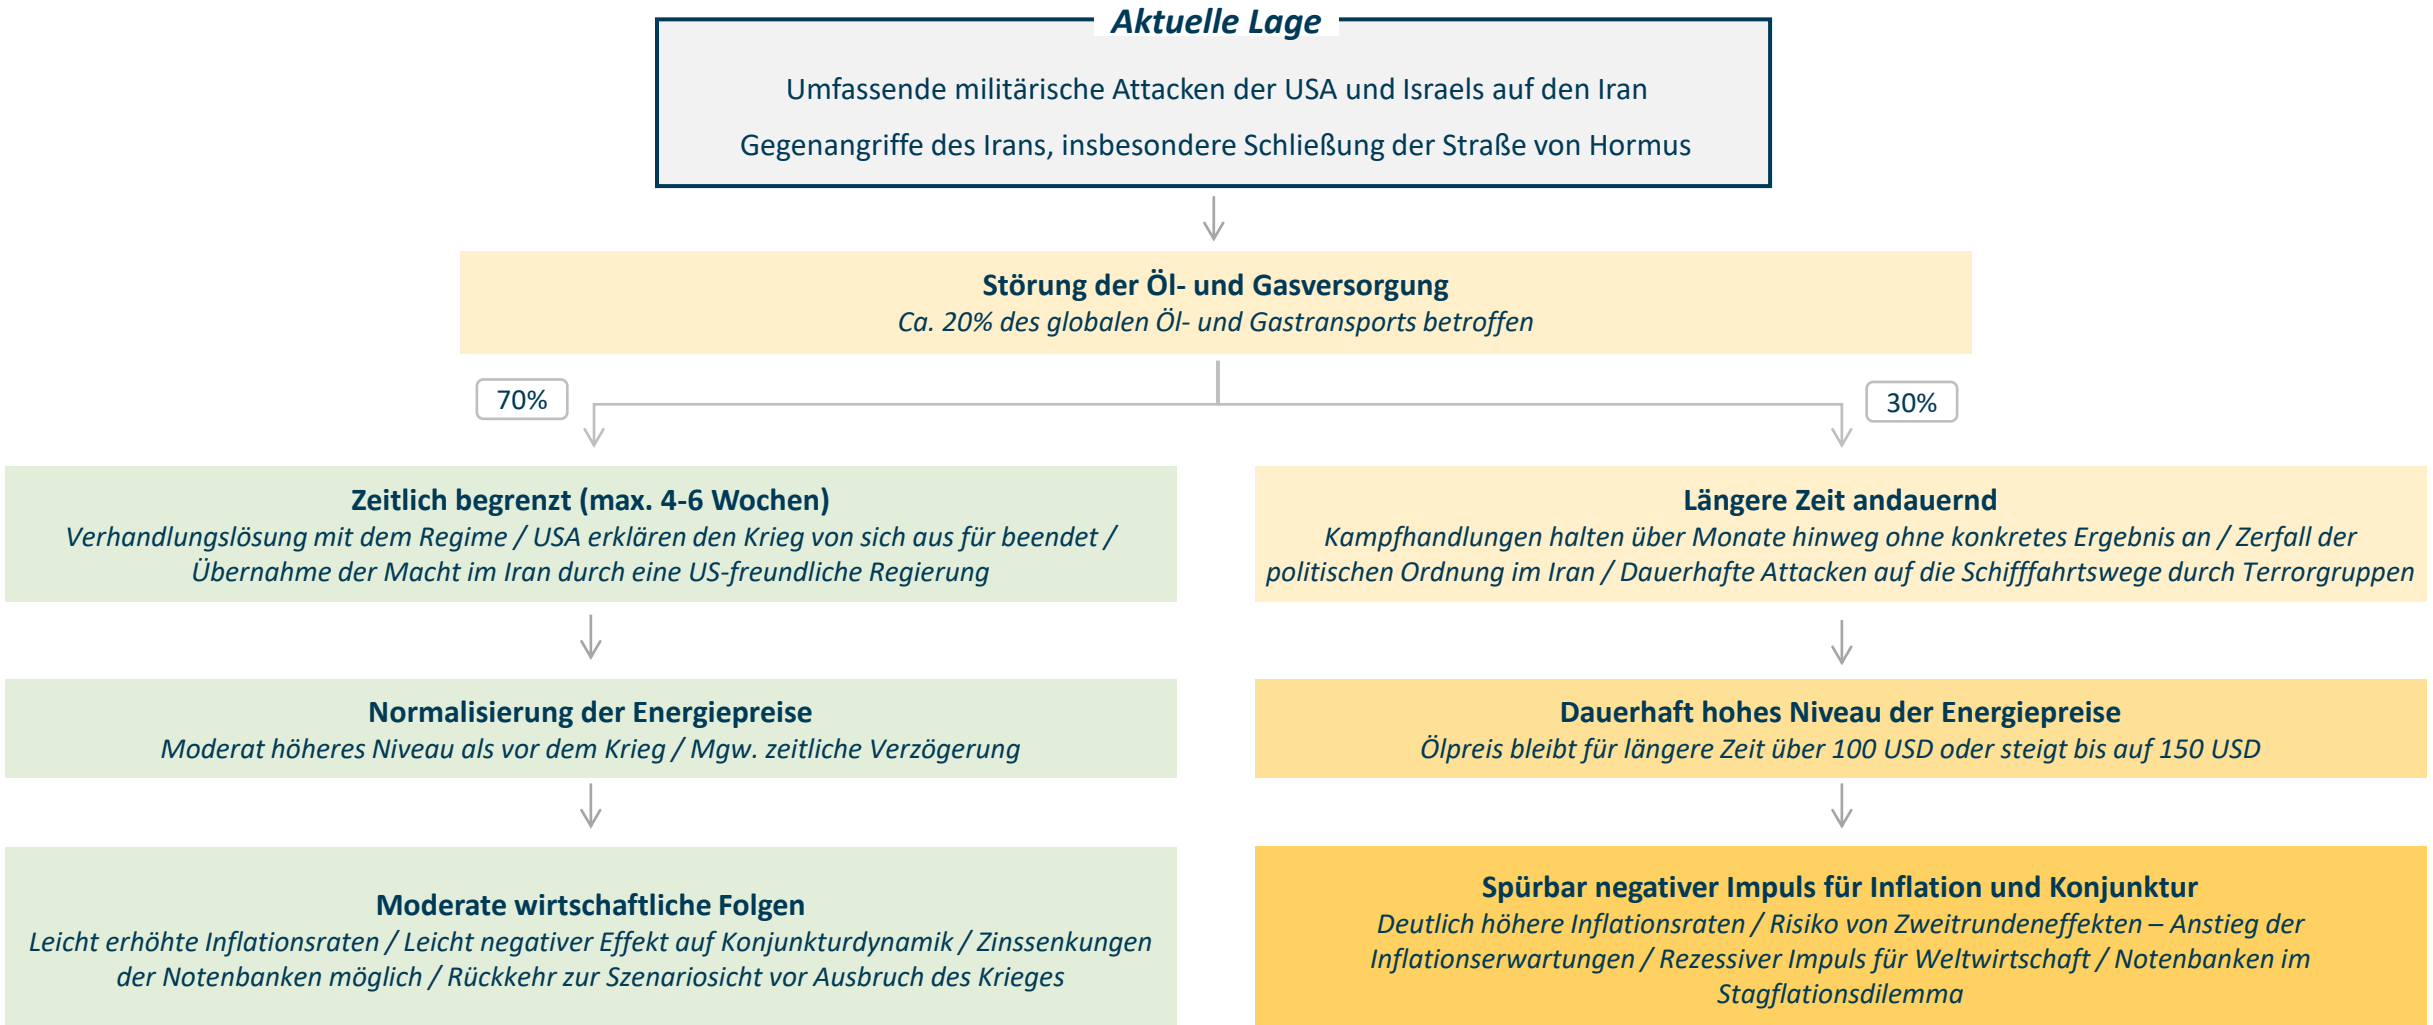 Aktuelle Lage
Umfassende militärische Attacken der USA und Israels auf den Iran
Gegenangriffe des Irans, insbesondere Schließung der Straße von Hormus
Störung der Öl- und Gasversorgung
Ca. 20% des globalen Öl- und Gastransports betroffen
70%
30%
Zeitlich begrenzt (max. 4-6 Wochen)
Verhandlungslösung mit dem Regime / USA erklären den Krieg von sich aus für beendet /
Übernahme der Macht im Iran durch eine US-freundliche Regierung
Längere Zeit andauernd
Kampfhandlungen halten über Monate hinweg ohne konkretes Ergebnis an / Zerfall der
politischen Ordnung im Iran / Dauerhafte Attacken auf die Schifffahrtswege durch Terrorgruppen
Normalisierung der Energiepreise
Moderat höheres Niveau als vor dem Krieg / Mgw. zeitliche Verzögerung
Dauerhaft hohes Niveau der Energiepreise
Ölpreis bleibt für längere Zeit über 100 USD oder steigt bis auf 150 USD
Moderate wirtschaftliche Folgen
Leicht erhöhte Inflationsraten / Leicht negativer Effekt auf Konjunkturdynamik / Zinssenkungen
der Notenbanken möglich / Rückkehr zur Szenariosicht vor Ausbruch des Krieges
Spürbar negativer Impuls für Inflation und Konjunktur
Deutlich höhere Inflationsraten / Risiko von Zweitrundeneffekten – Anstieg der
Inflationserwartungen / Rezessiver Impuls für Weltwirtschaft / Notenbanken im
Stagflationsdilemma